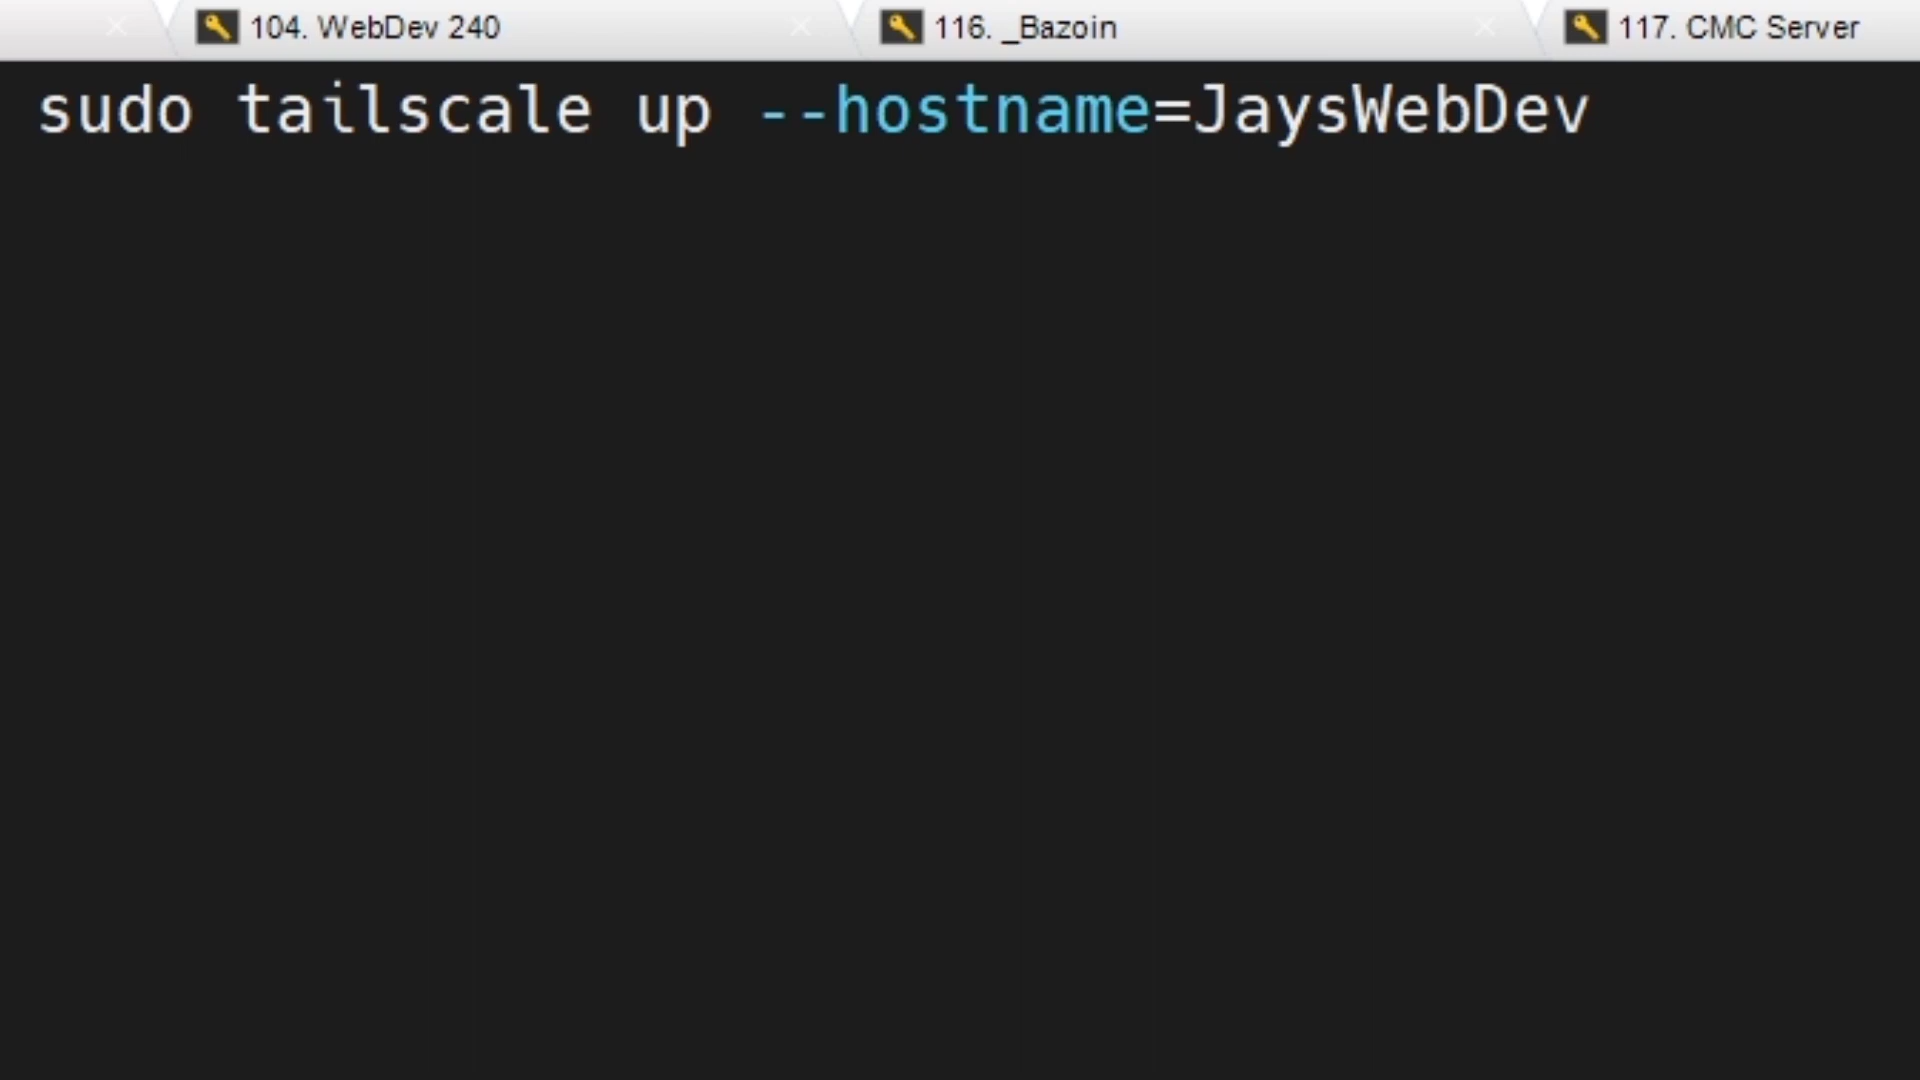 104. WebDev 240
116. _Bazoin
117. CMC Server
sudo tailscale up --hostname=JaysWebDev